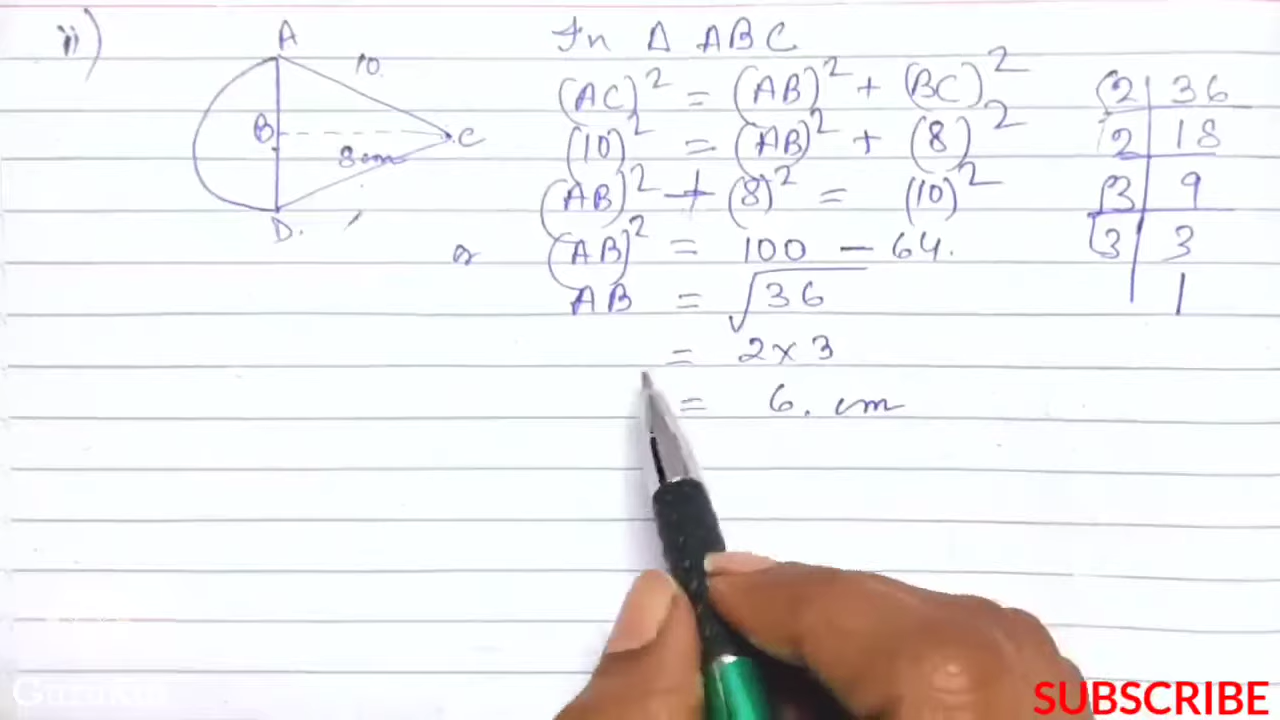 ii)
A
10
B
C
8cm
D.
In Δ ABC
(AC)² = (AB)² + (BC)²
(10)² = (AB)² + (8)²
(AB)² + (8)² = (10)²
or (AB)² = 100 - 64.
AB = √36
= 2 x 3
= 6. cm
2 | 36
2 | 18
3 | 9
3 | 3
1
SUBSCRIBE